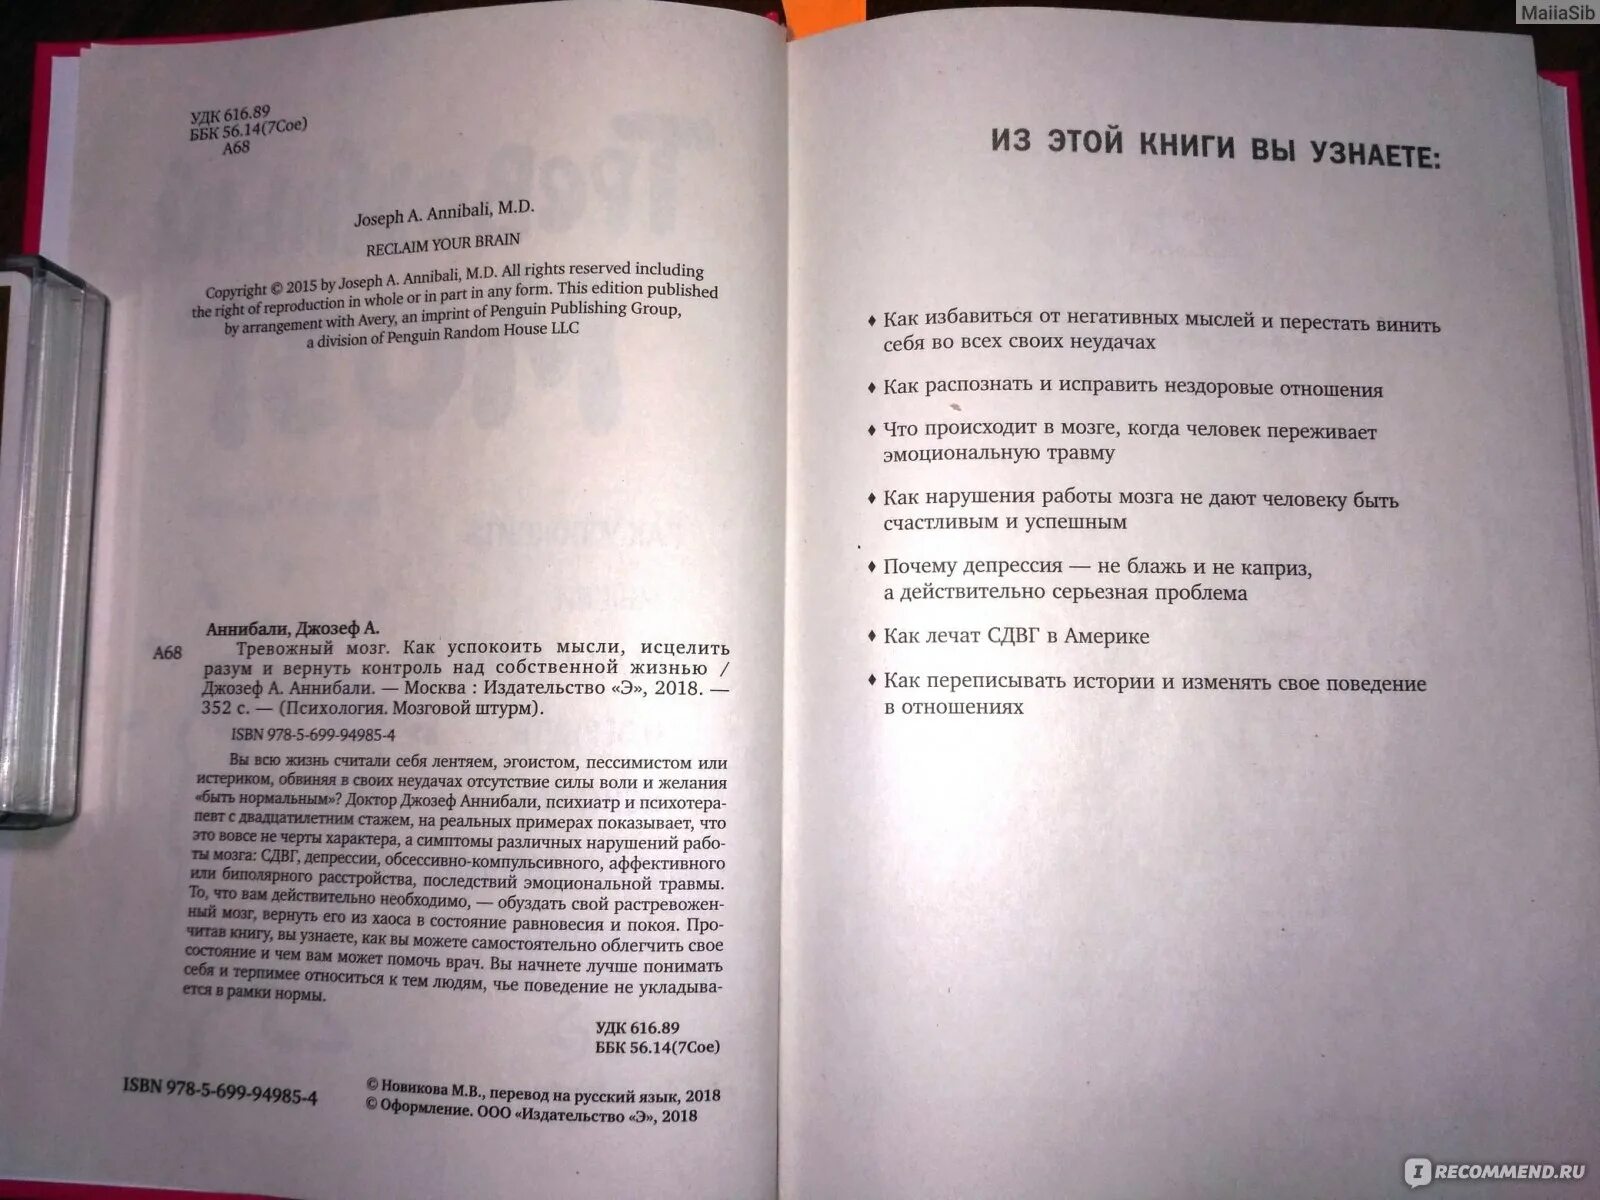 MaiiaSib
УДК 616.89
ББК 56.14(7Сое)
А68
Joseph A. Annibali, M.D.
RECLAIM YOUR BRAIN
Copyright © 2015 by Joseph A. Annibali, M.D. All rights reserved including
the right of reproduction in whole or in part in any form. This edition published
by arrangement with Avery, an imprint of Penguin Publishing Group,
a division of Penguin Random House LLC
Аннибали, Джозеф А.
А68 Тревожный мозг. Как успокоить мысли, исцелить
разум и вернуть контроль над собственной жизнью /
Джозеф А. Аннибали. — Москва : Издательство «Э», 2018. —
352 с. — (Психология. Мозговой штурм).
ISBN 978-5-699-94985-4
Вы всю жизнь считали себя лентяем, эгоистом, пессимистом или
истериком, обвиняя в своих неудачах отсутствие силы воли и желания
«быть нормальным»? Доктор Джозеф Аннибали, психиатр и психотера-
певт с двадцатилетним стажем, на реальных примерах показывает, что
это вовсе не черты характера, а симптомы различных нарушений рабо-
ты мозга: СДВГ, депрессии, обсессивно-компульсивного, аффективного
или биполярного расстройства, последствий эмоциональной травмы.
То, что вам действительно необходимо, — обуздать свой растревожен-
ный мозг, вернуть его из хаоса в состояние равновесия и покоя. Про-
читав книгу, вы узнаете, как вы можете самостоятельно облегчить свое
состояние и чем вам может помочь врач. Вы начнете лучше понимать
себя и терпимее относиться к тем людям, чье поведение не укладыва-
ется в рамки нормы.
УДК 616.89
ББК 56.14(7Сое)
ISBN 978-5-699-94985-4
© Новикова М.В., перевод на русский язык, 2018
© Оформление. ООО «Издательство «Э», 2018
ИЗ ЭТОЙ КНИГИ ВЫ УЗНАЕТЕ:
♦ Как избавиться от негативных мыслей и перестать винить
себя во всех своих неудачах
♦ Как распознать и исправить нездоровые отношения
♦ Что происходит в мозге, когда человек переживает
эмоциональную травму
♦ Как нарушения работы мозга не дают человеку быть
счастливым и успешным
♦ Почему депрессия — не блажь и не каприз,
а действительно серьезная проблема
♦ Как лечат СДВГ в Америке
♦ Как переписывать истории и изменять свое поведение
в отношениях
IRECOMMEND.RU